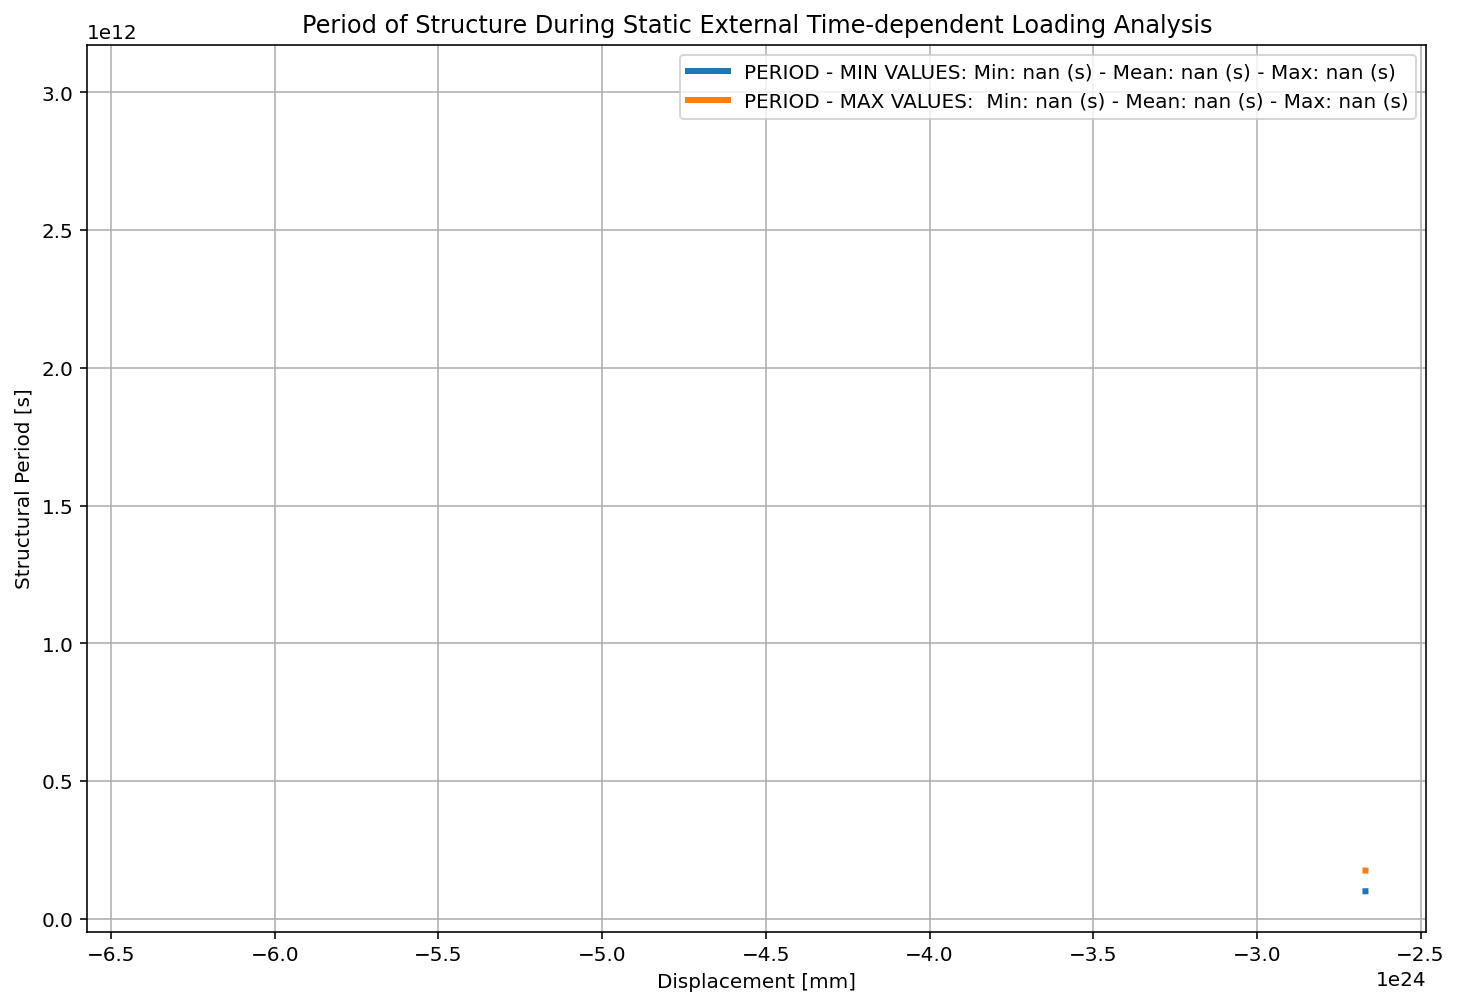 Period of Structure During Static External Time-dependent Loading Analysis
1e12
PERIOD - MIN VALUES: Min: nan (s) - Mean: nan (s) - Max: nan (s)
PERIOD - MAX VALUES:  Min: nan (s) - Mean: nan (s) - Max: nan (s)
3.0
2.5
2.0
1.5
1.0
0.5
0.0
Structural Period [s]
−6.5 −6.0 −5.5 −5.0 −4.5 −4.0 −3.5 −3.0 −2.5
Displacement [mm]
1e24